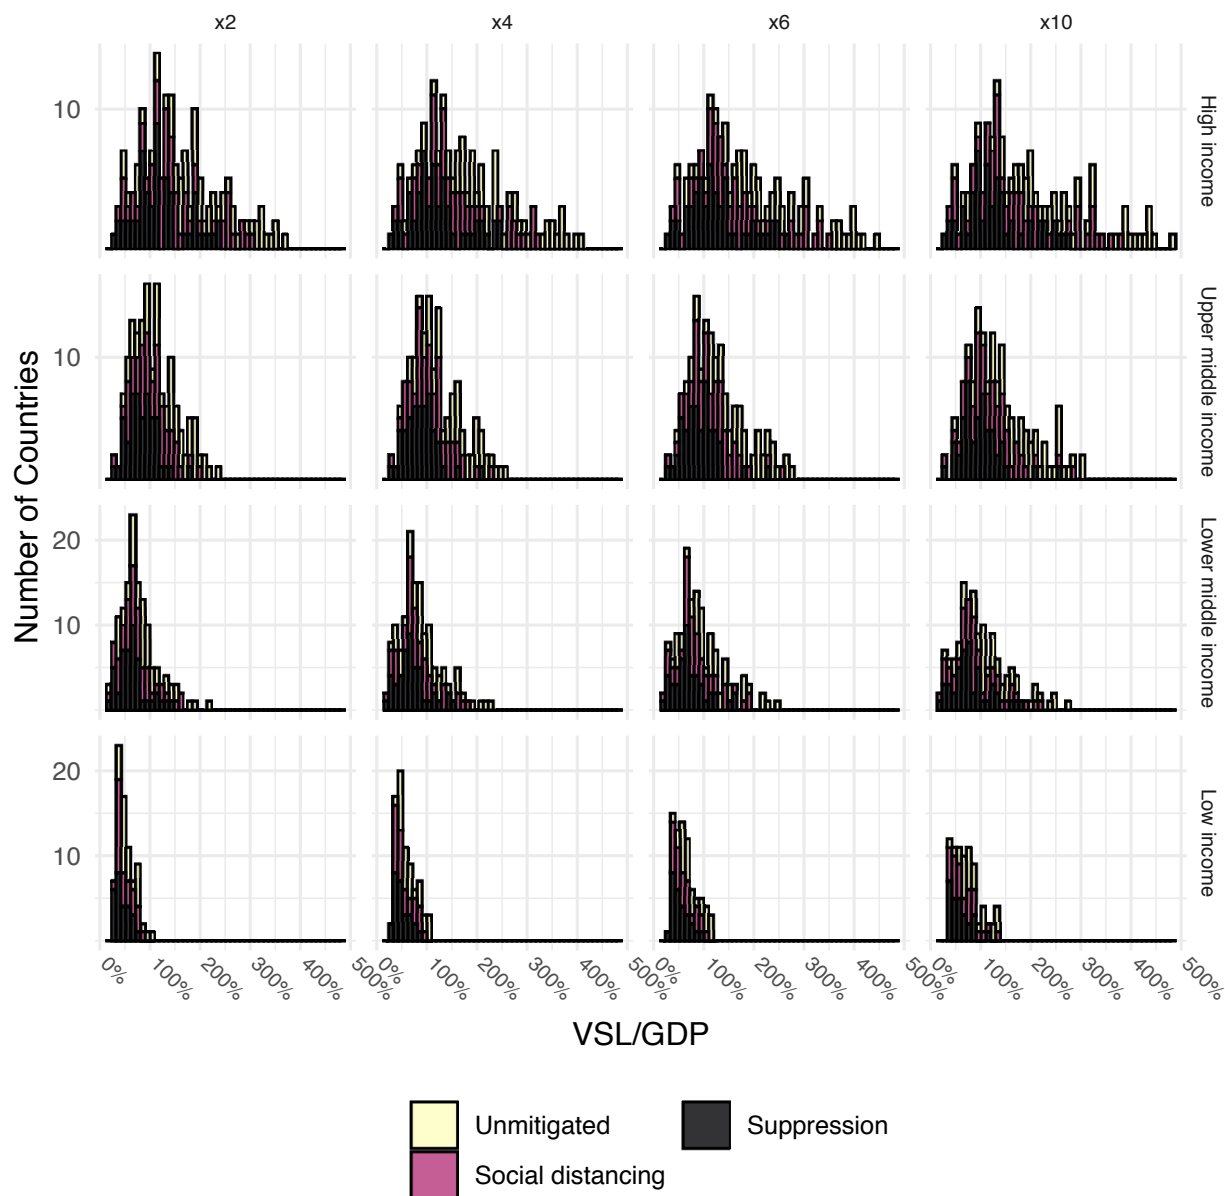 x2 x4 x6 x10
10
High income
10
Upper middle income
20
10
Lower middle income
20
10
Low income
Number of Countries
0% 100% 200% 300% 400% 500% 0% 100% 200% 300% 400% 500% 0% 100% 200% 300% 400% 500% 0% 100% 200% 300% 400% 500%
VSL/GDP
Unmitigated Suppression
Social distancing